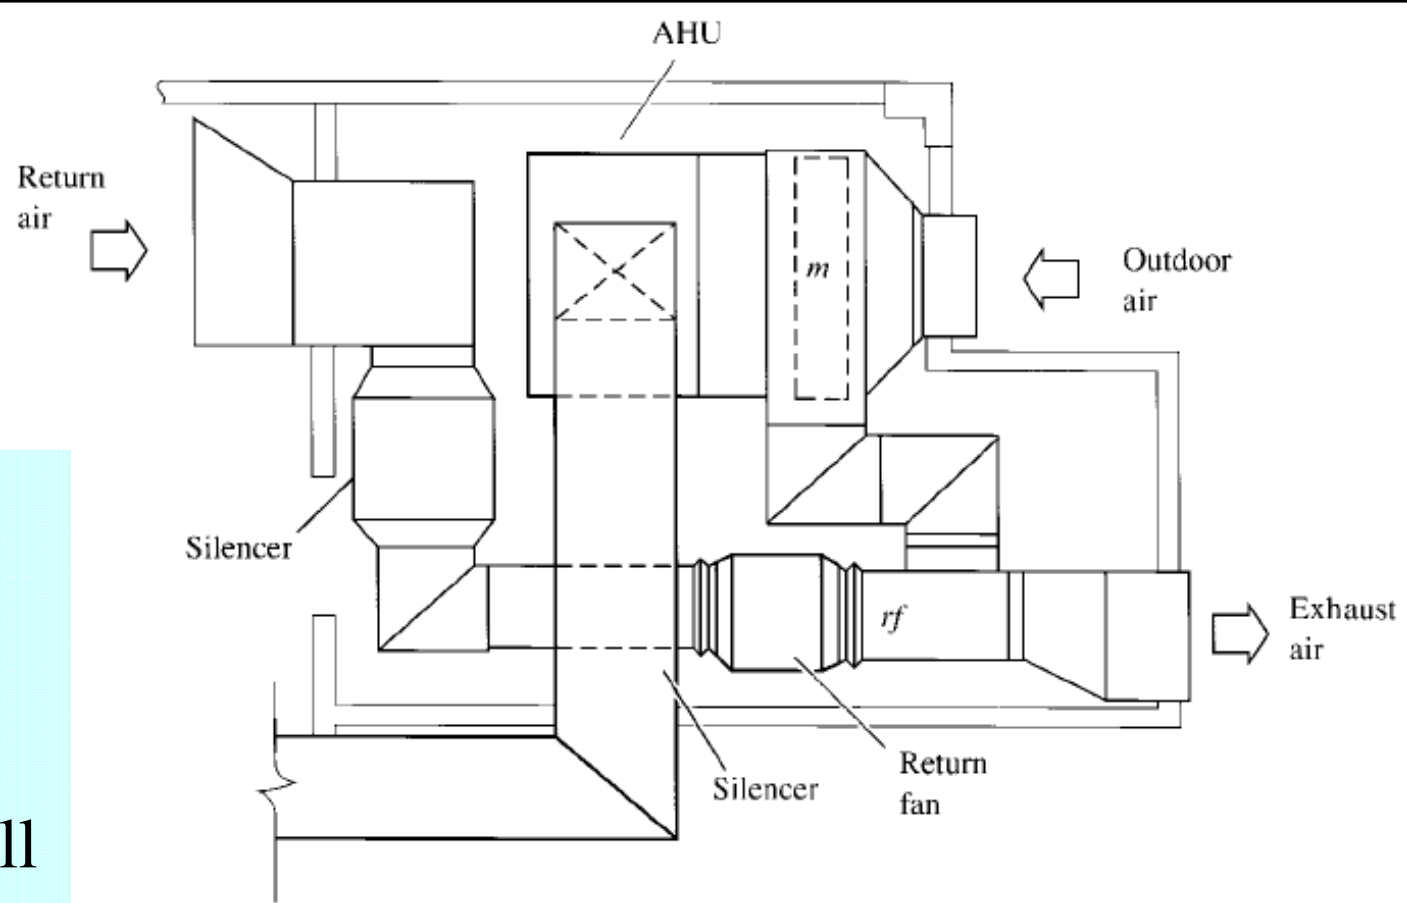 AHU
Return
air
m
Outdoor
air
Silencer
rf
Exhaust
air
Return
fan
Silencer
ll